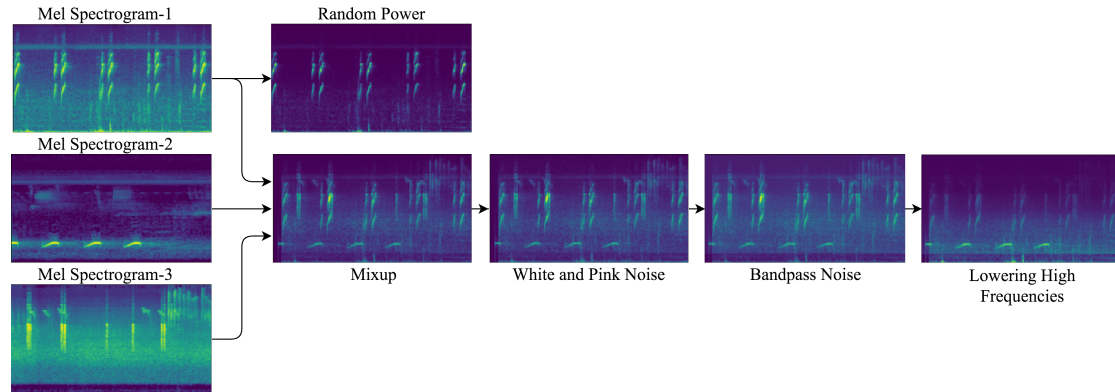 Mel Spectrogram-1
Random Power
Mel Spectrogram-2
Mel Spectrogram-3
Mixup
White and Pink Noise
Bandpass Noise
Lowering High
Frequencies